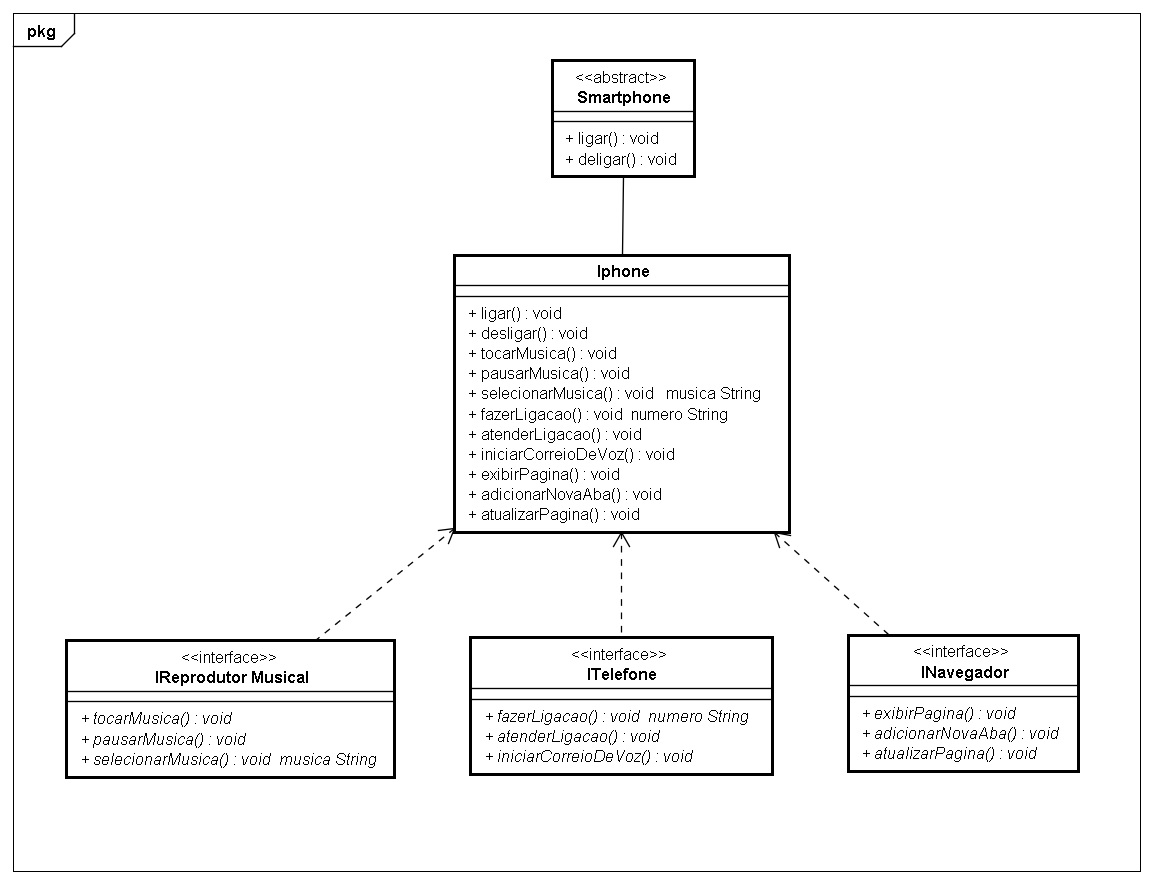 pkg
<<abstract>>
Smartphone
+ ligar() : void
+ deligar() : void
Iphone
+ ligar() : void
+ desligar() : void
+ tocarMusica() : void
+ pausarMusica() : void
+ selecionarMusica() : void musica String
+ fazerLigacao() : void numero String
+ atenderLigacao() : void
+ iniciarCorreioDeVoz() : void
+ exibirPagina() : void
+ adicionarNovaAba() : void
+ atualizarPagina() : void
<<interface>>
IReprodutor Musical
+ tocarMusica() : void
+ pausarMusica() : void
+ selecionarMusica() : void musica String
<<interface>>
ITelefone
+ fazerLigacao() : void numero String
+ atenderLigacao() : void
+ iniciarCorreioDeVoz() : void
<<interface>>
INavegador
+ exibirPagina() : void
+ adicionarNovaAba() : void
+ atualizarPagina() : void